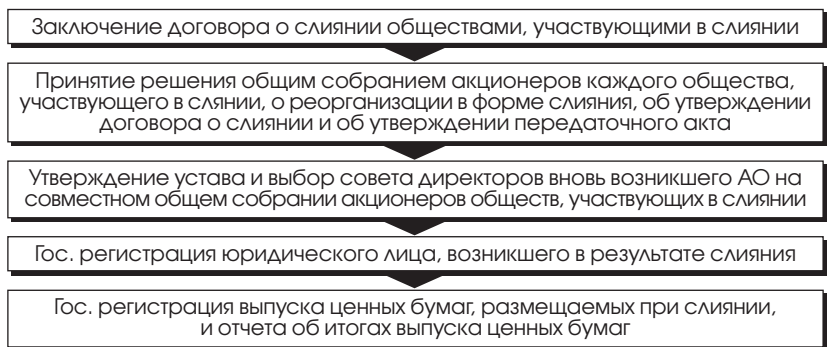 Заключение договора о слиянии обществами, участвующими в слиянии
Принятие решения общим собранием акционеров каждого общества,
участвующего в слянии, о реорганизации в форме слияния, об утверждении
договора о слиянии и об утверждении передаточного акта
Утверждение устава и выбор совета директоров вновь возникшего АО на
совместном общем собрании акционеров обществ, участвующих в слиянии
Гос. регистрация юридического лица, возникшего в результате слияния
Гос. регистрация выпуска ценных бумаг, размещаемых при слиянии,
и отчета об итогах выпуска ценных бумаг